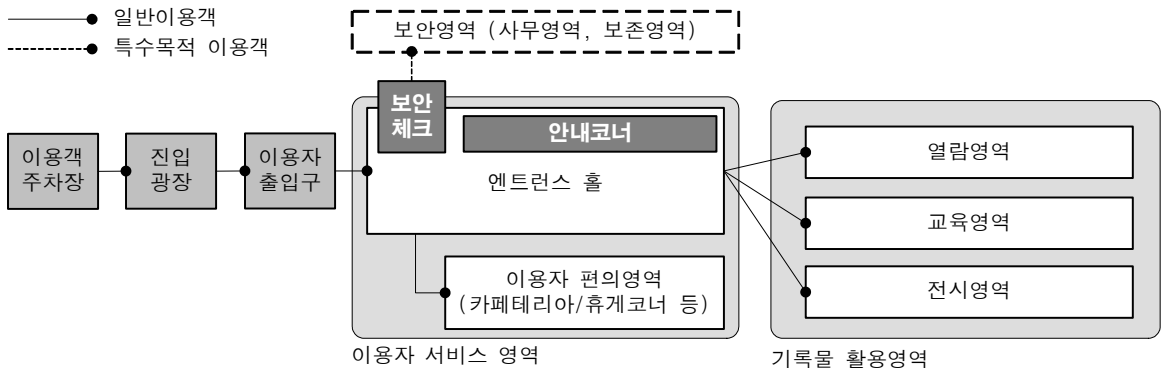 일반이용객
특수목적 이용객
보안영역 (사무영역, 보존영역)
보안
체크
안내코너
이용객
주차장
진입
광장
이용자
출입구
엔트런스 홀
열람영역
교육영역
전시영역
이용자 편의영역
(카페테리아/휴게코너 등)
이용자 서비스 영역
기록물 활용영역